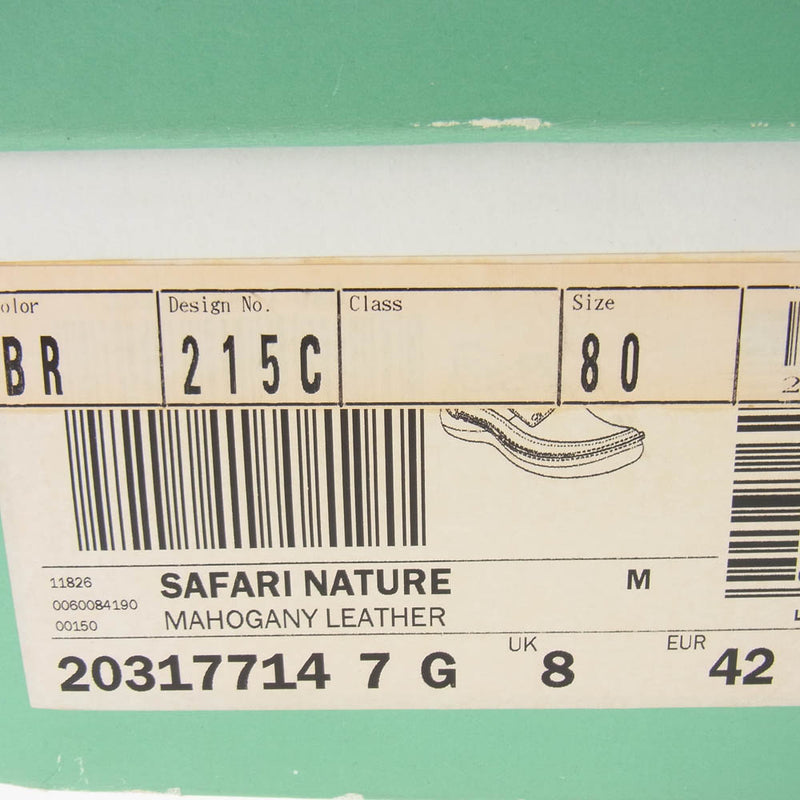 olor Design No. Class Size
BR 215C 80
2
11826 SAFARI NATURE M
0060084190 MAHOGANY LEATHER
00150
20317714 7 G UK 8 EUR 42